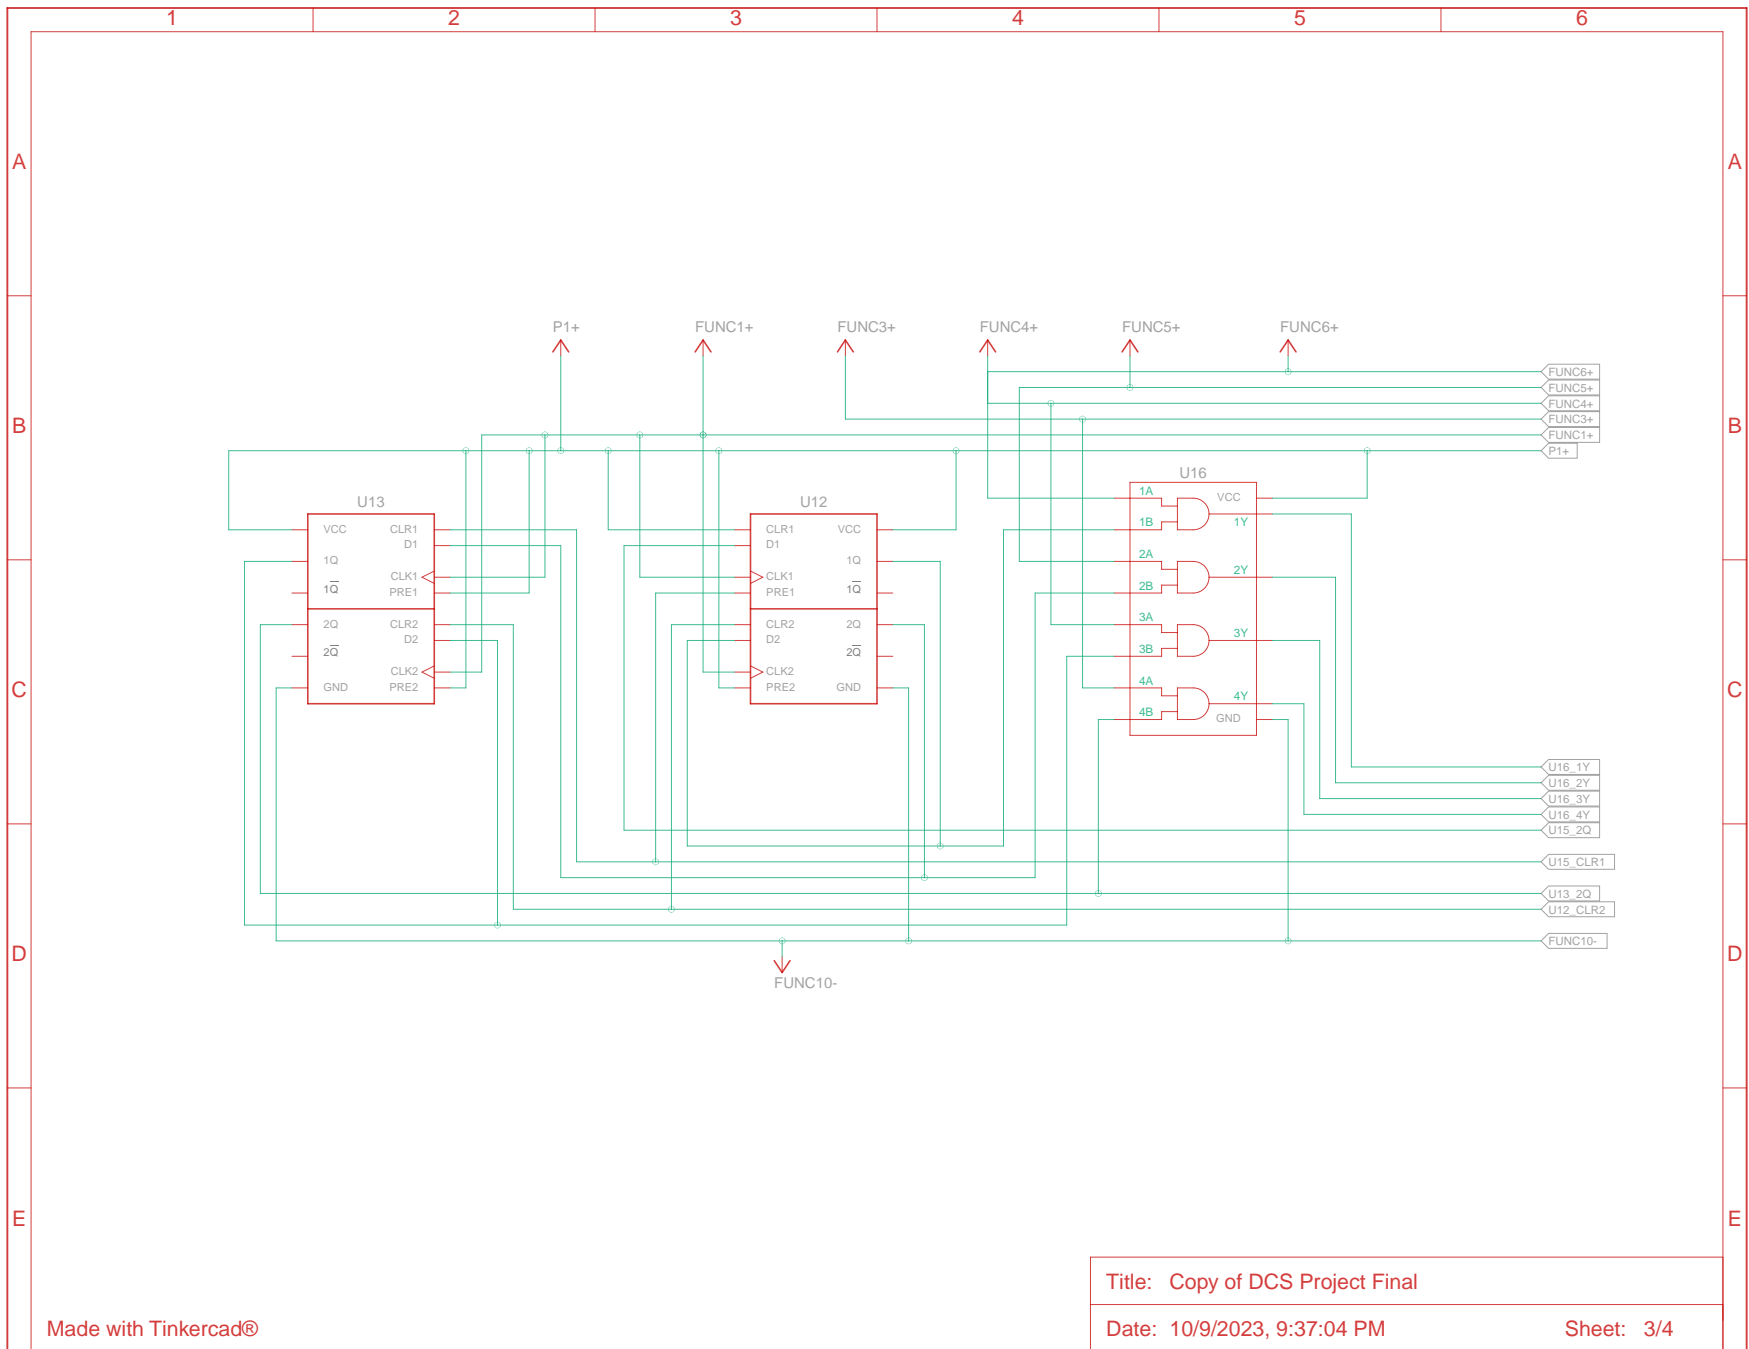 1 2 3 4 5 6
A A
P1+ FUNC1+ FUNC3+ FUNC4+ FUNC5+ FUNC6+
FUNC6+
FUNC5+
FUNC4+
FUNC3+
FUNC1+
P1+
B B
U13 U12 U16
VCC CLR1
D1
1Q
CLK1
1Q̅
PRE1
2Q CLR2
D2
2Q̅
CLK2
GND PRE2
CLR1 VCC
D1
1Q
CLK1
1Q̅
PRE1
CLR2 2Q
D2
2Q̅
CLK2
PRE2 GND
1A VCC
1B 1Y
2A
2Y
2B
3A
3Y
3B
4A
4Y
4B GND
C C
U16_1Y
U16_2Y
U16_3Y
U16_4Y
U15_2Q
U15_CLR1
U13_2Q
U12_CLR2
FUNC10-
D D
FUNC10-
E E
Title: Copy of DCS Project Final
Made with Tinkercad®
Date: 10/9/2023, 9:37:04 PM Sheet: 3/4